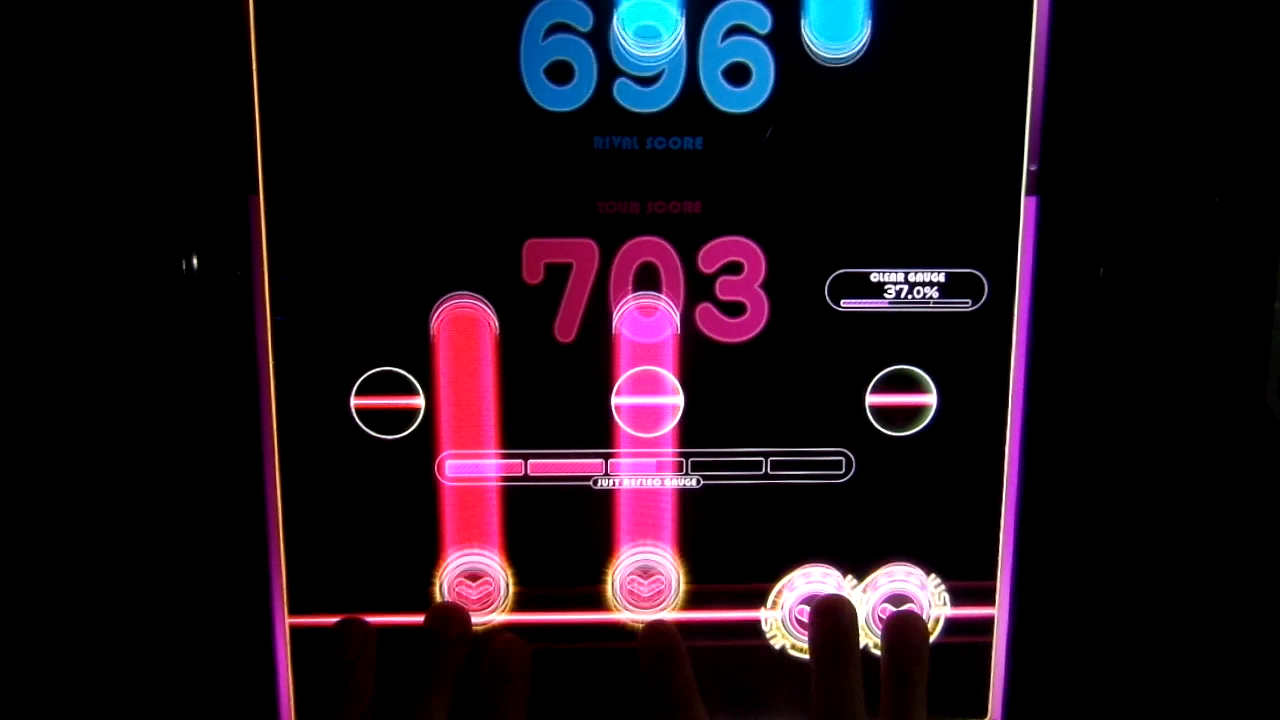 696
RIVAL SCORE
YOUR SCORE
703
CLEAR GAUGE
37.0%
JUST REFLEC GAUGE